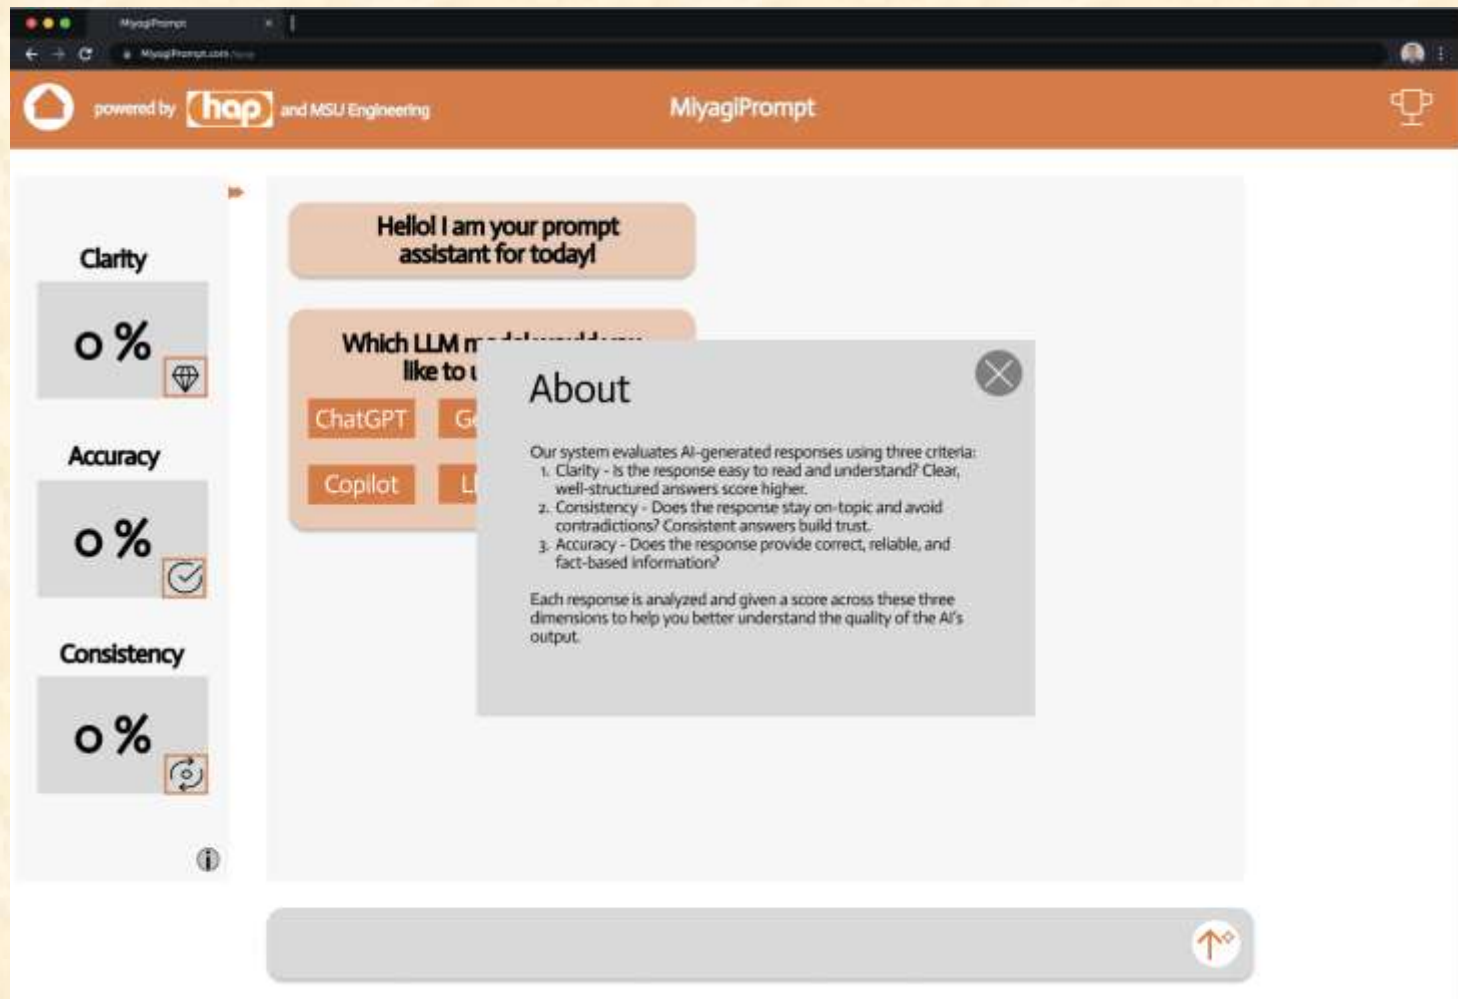 MiyagiPrompt
MiyagiPrompt.com
powered by hap and MSU Engineering
MiyagiPrompt
Clarity
0 %
Accuracy
0 %
Consistency
0 %
Hello! I am your prompt
assistant for today!
Which LLM
like to
ChatGPT
Copilot
About
Our system evaluates AI-generated responses using three criteria:
1. Clarity - Is the response easy to read and understand? Clear,
well-structured answers score higher.
2. Consistency - Does the response stay on-topic and avoid
contradictions? Consistent answers build trust.
3. Accuracy - Does the response provide correct, reliable, and
fact-based information?
Each response is analyzed and given a score across these three
dimensions to help you better understand the quality of the AI's
output.